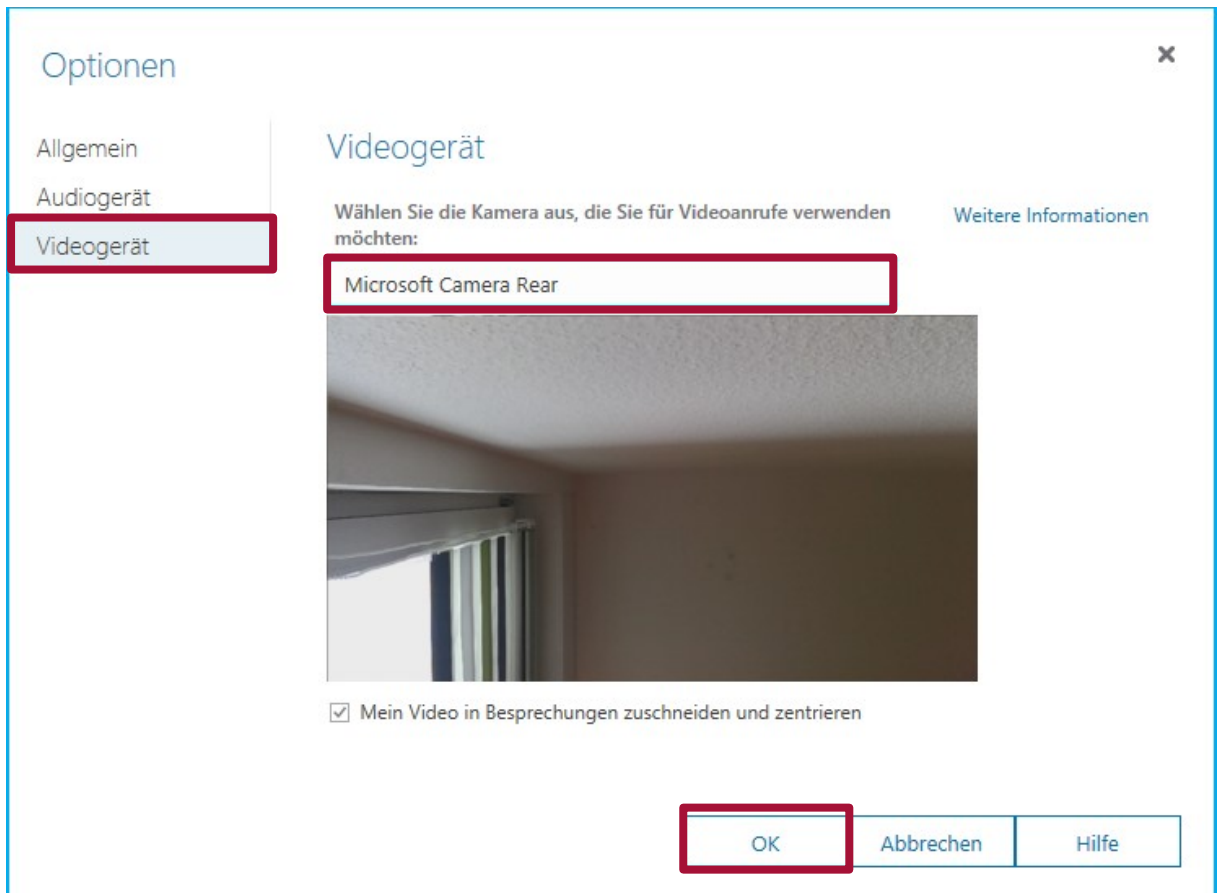 Optionen
Allgemein
Audiogerät
Videogerät
Videogerät
Wählen Sie die Kamera aus, die Sie für Videoanrufe verwenden
möchten:
Weitere Informationen
Microsoft Camera Rear
Mein Video in Besprechungen zuschneiden und zentrieren
OK
Abbrechen
Hilfe